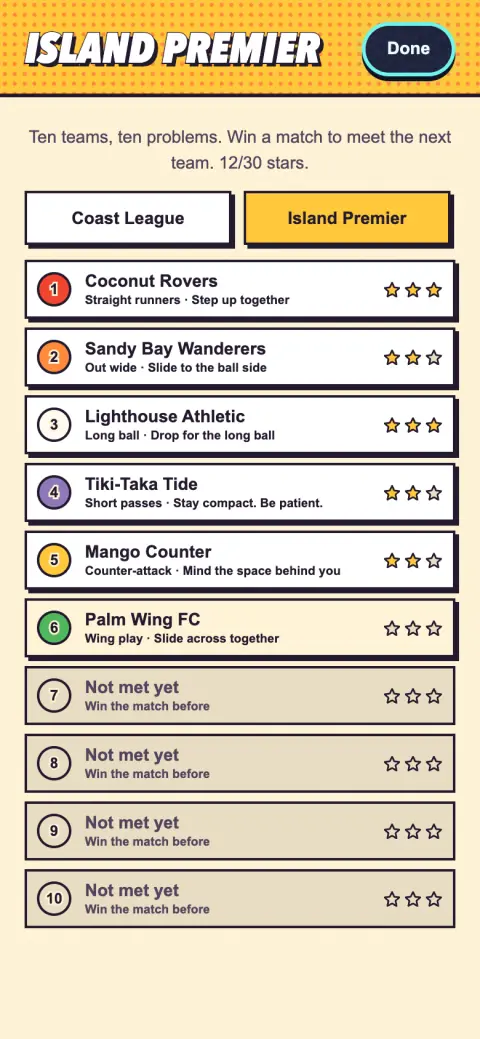 ISLAND PREMIER
Done
Ten teams, ten problems. Win a match to meet the next
team. 12/30 stars.
Coast League
Island Premier
1
Coconut Rovers
Straight runners · Step up together
2
Sandy Bay Wanderers
Out wide · Slide to the ball side
3
Lighthouse Athletic
Long ball · Drop for the long ball
4
Tiki-Taka Tide
Short passes · Stay compact. Be patient.
5
Mango Counter
Counter-attack · Mind the space behind you
6
Palm Wing FC
Wing play · Slide across together
7
Not met yet
Win the match before
8
Not met yet
Win the match before
9
Not met yet
Win the match before
10
Not met yet
Win the match before